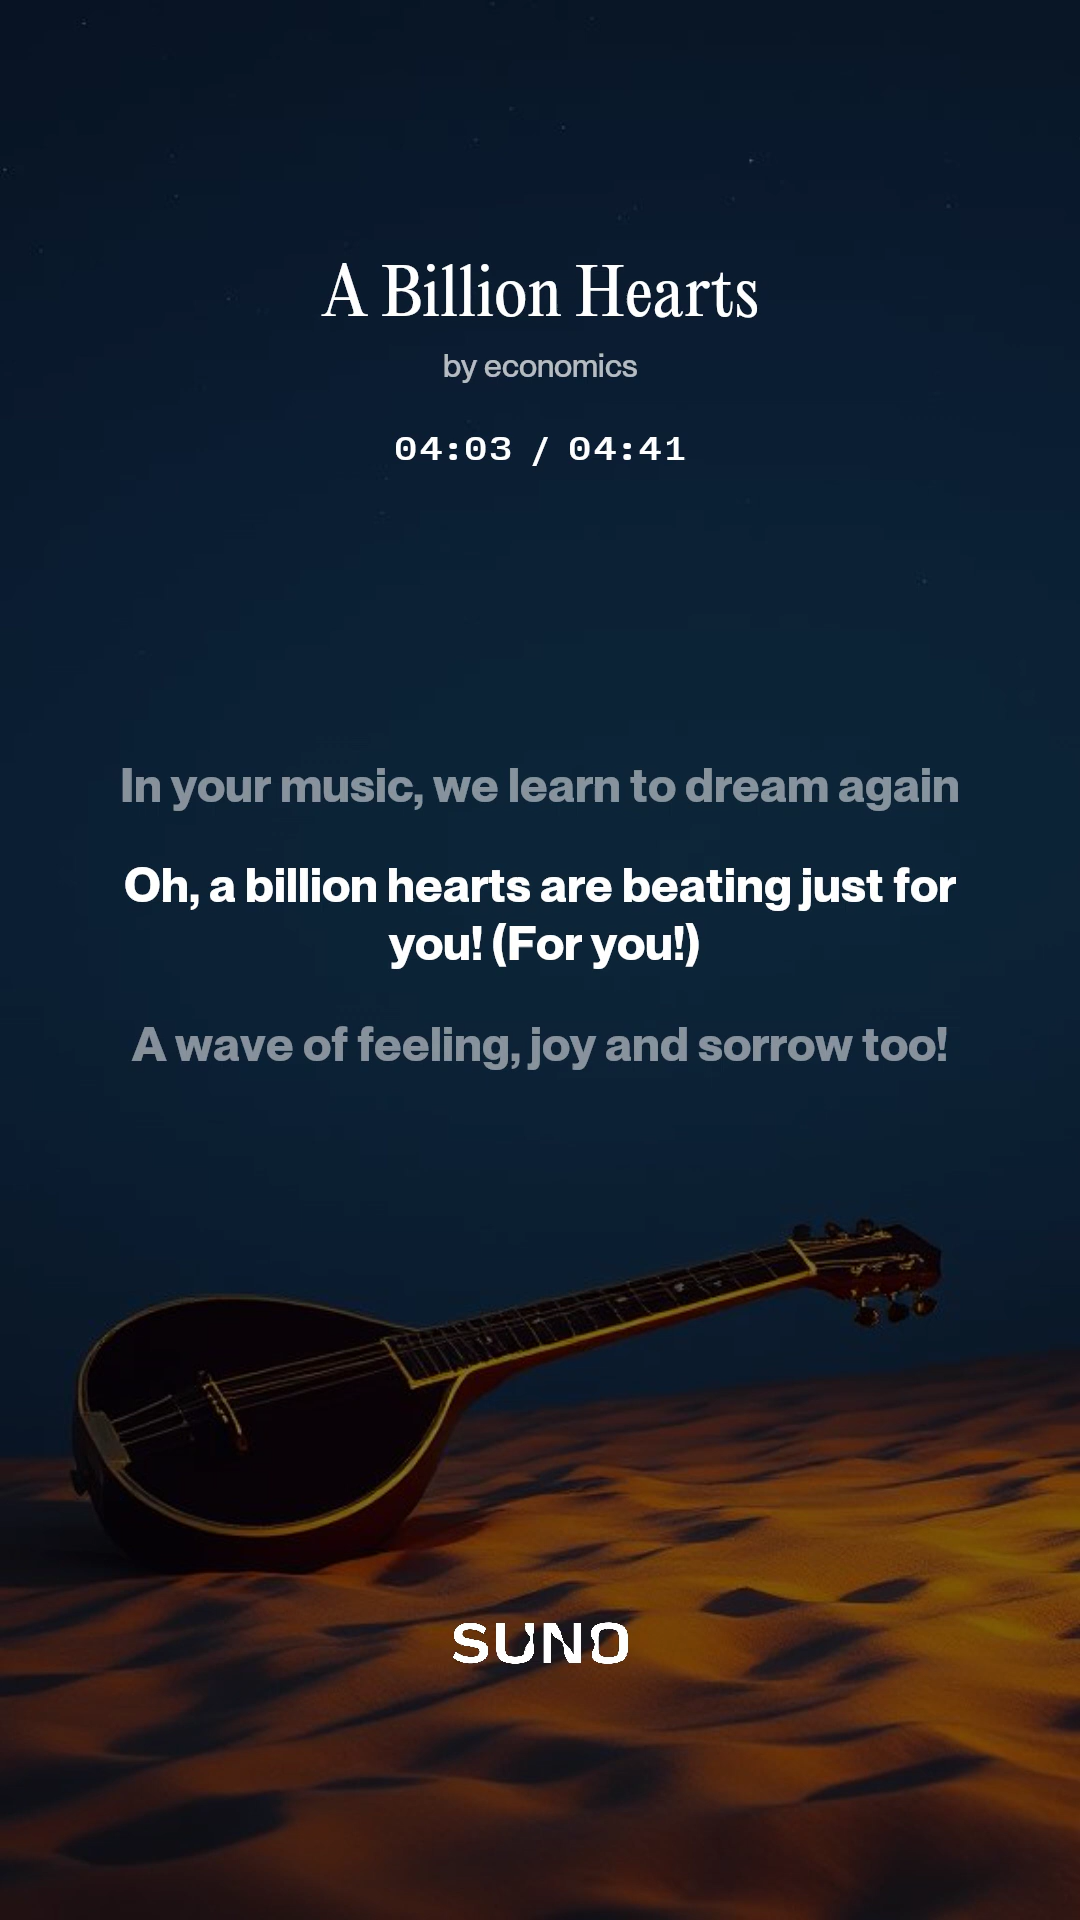 A Billion Hearts
by economics
04:03 / 04:41
In your music, we learn to dream again
Oh, a billion hearts are beating just for
you! (For you!)
A wave of feeling, joy and sorrow too!
SUNO